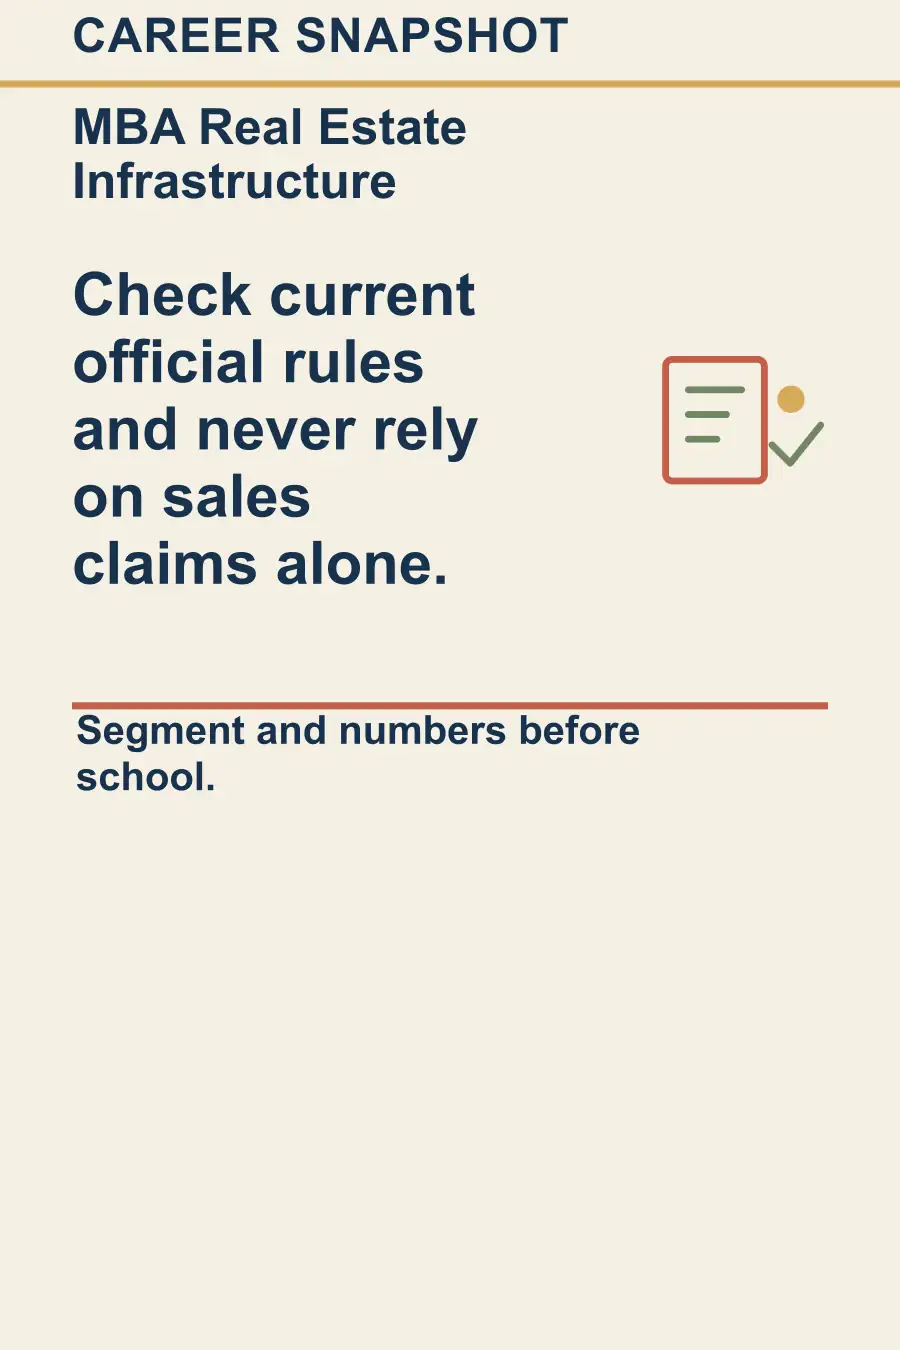 CAREER SNAPSHOT
MBA Real Estate
Infrastructure
Check current
official rules
and never rely
on sales
claims alone.
Segment and numbers before
school.